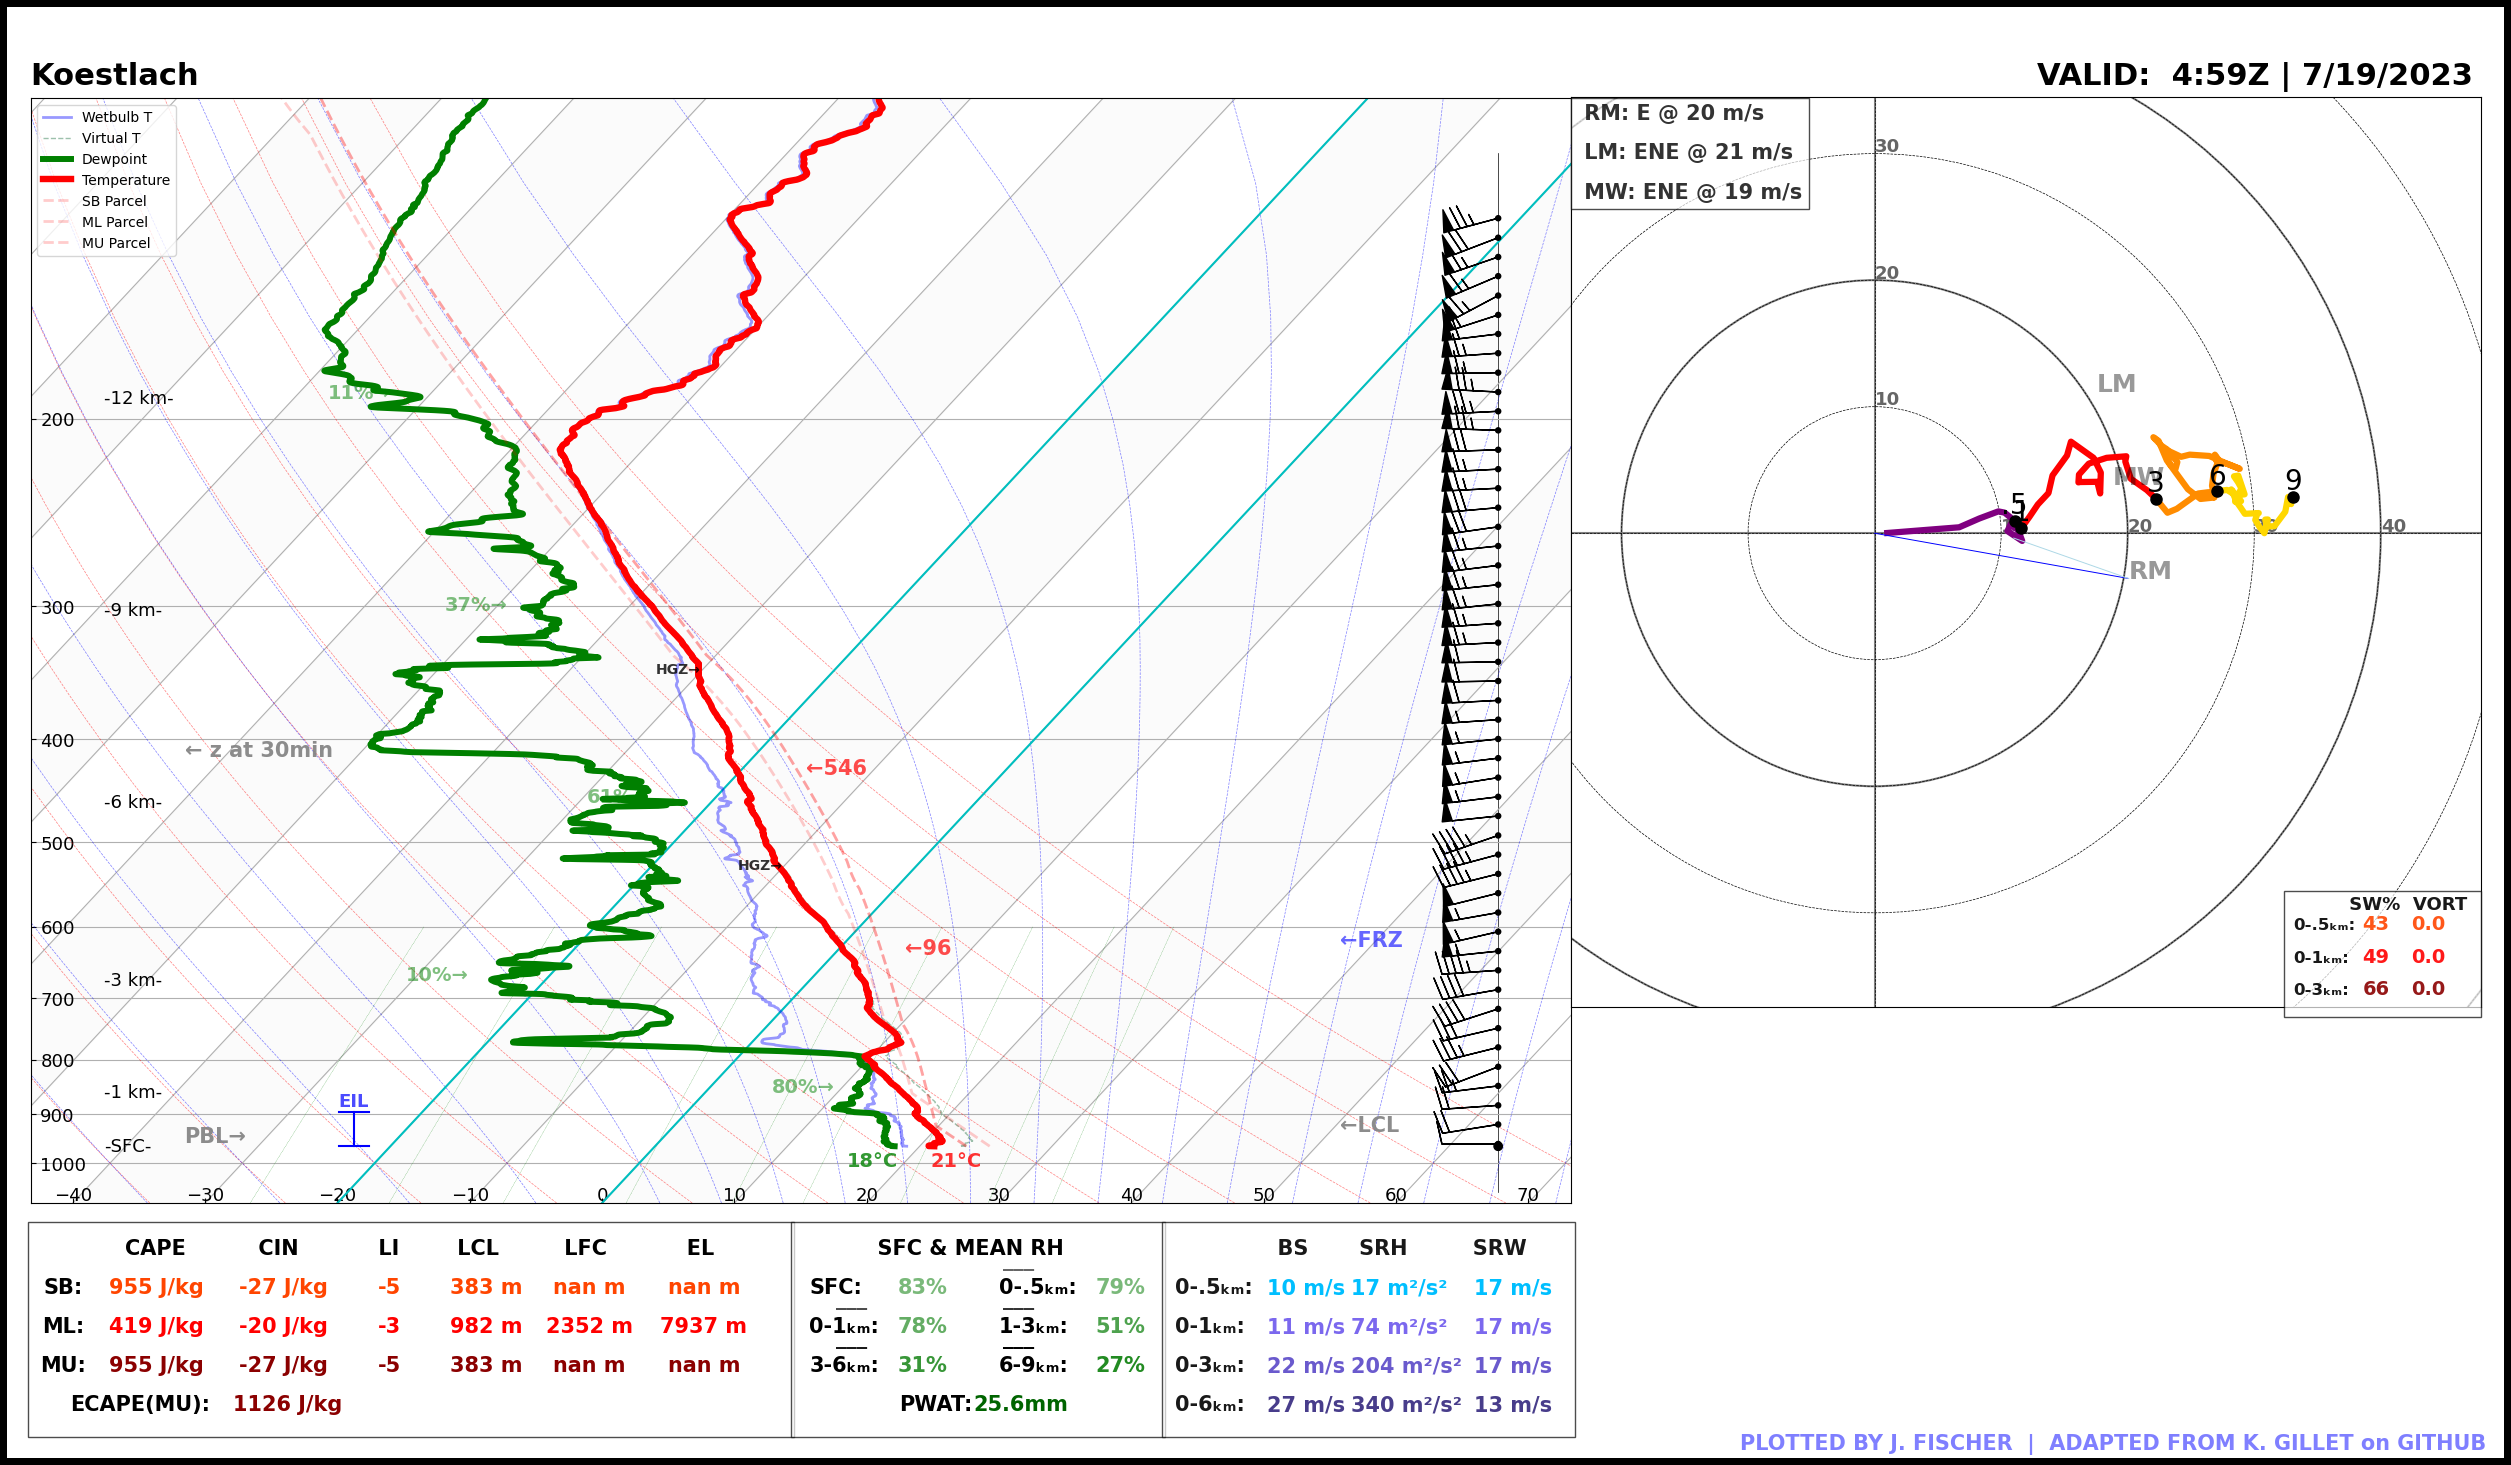 Koestlach
VALID:  4:59Z | 7/19/2023
Wetbulb T
Virtual T
Dewpoint
Temperature
SB Parcel
ML Parcel
MU Parcel
RM: E @ 20 m/s
LM: ENE @ 21 m/s
MW: ENE @ 19 m/s
30
20
10
LM
MW
RM
.5
1
3
6
9
20
40
11%
-12 km-
200
37%→
-9 km-
300
HGZ→
400
← z at 30min
←546
-6 km-
61%
500
HGZ→
600
←96
←FRZ
10%→
-3 km-
700
800
80%→
-1 km-
EIL
900
PBL→
←LCL
-SFC-
1000
18°C
21°C
−40 −30 −20 −10 0 10 20 30 40 50 60 70
SW% VORT
0-.5ₖₘ: 43 0.0
0-1ₖₘ: 49 0.0
0-3ₖₘ: 66 0.0
CAPE CIN LI LCL LFC EL
SB: 955 J/kg -27 J/kg -5 383 m nan m nan m
ML: 419 J/kg -20 J/kg -3 982 m 2352 m 7937 m
MU: 955 J/kg -27 J/kg -5 383 m nan m nan m
ECAPE(MU): 1126 J/kg
SFC & MEAN RH
SFC: 83% 0-.5ₖₘ: 79%
0-1ₖₘ: 78% 1-3ₖₘ: 51%
3-6ₖₘ: 31% 6-9ₖₘ: 27%
PWAT: 25.6mm
BS SRH SRW
0-.5ₖₘ: 10 m/s 17 m²/s² 17 m/s
0-1ₖₘ: 11 m/s 74 m²/s² 17 m/s
0-3ₖₘ: 22 m/s 204 m²/s² 17 m/s
0-6ₖₘ: 27 m/s 340 m²/s² 13 m/s
PLOTTED BY J. FISCHER  |  ADAPTED FROM K. GILLET on GITHUB